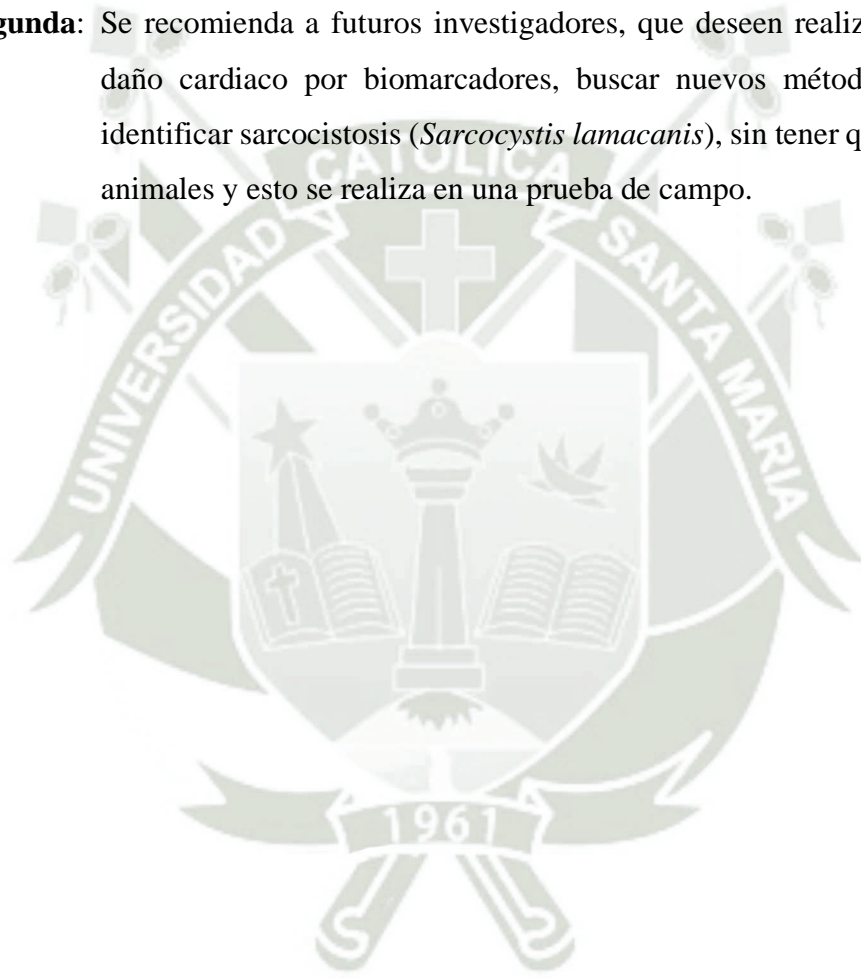 gunda: Se recomienda a futuros investigadores, que deseen realiz
daño cardiaco por biomarcadores, buscar nuevos métod
identificar sarcocistosis (Sarcocystis lamacanis), sin tener q
animales y esto se realiza en una prueba de campo.
UNIVERSIDAD CATOLICA SANTA MARIA
1961